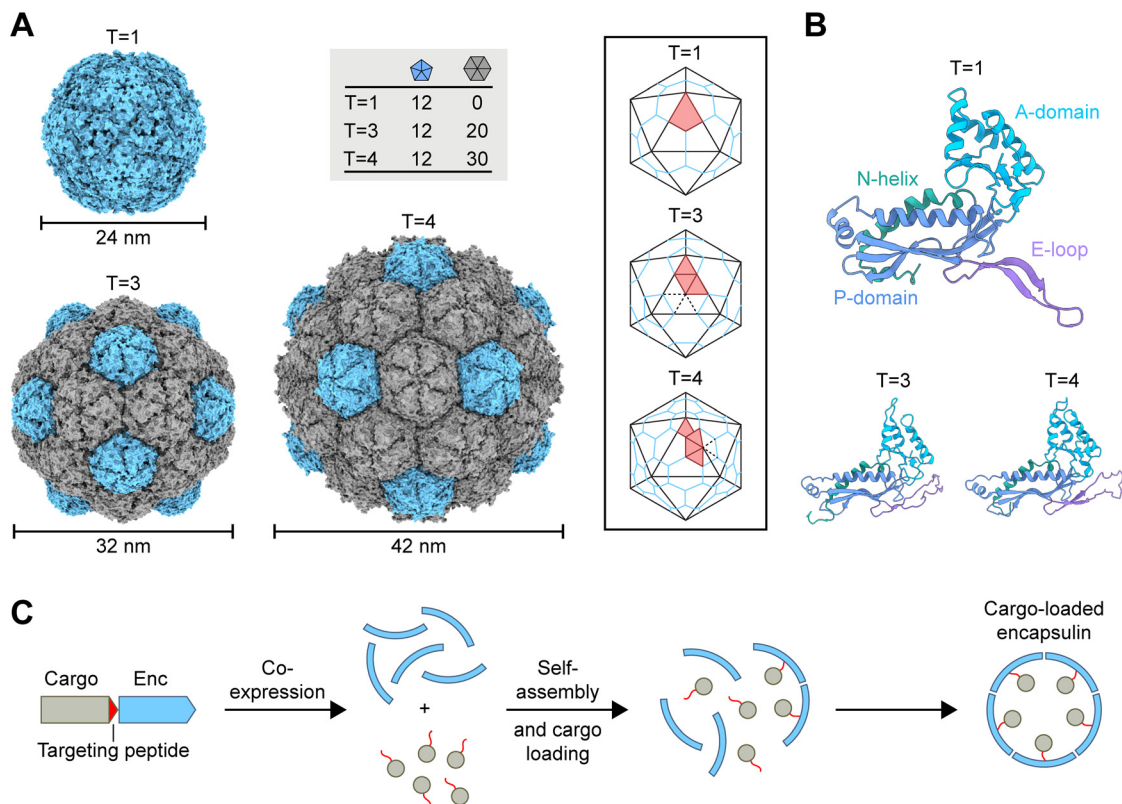 A
T=1
24 nm
T=1 12 0
T=3 12 20
T=4 12 30
T=3
32 nm
T=4
42 nm
T=1
T=3
T=4
B
T=1
A-domain
N-helix
E-loop
P-domain
T=3
T=4
C
Cargo
Enc
Targeting peptide
Co-
expression
+
Self-
assembly
and cargo
loading
Cargo-loaded
encapsulin